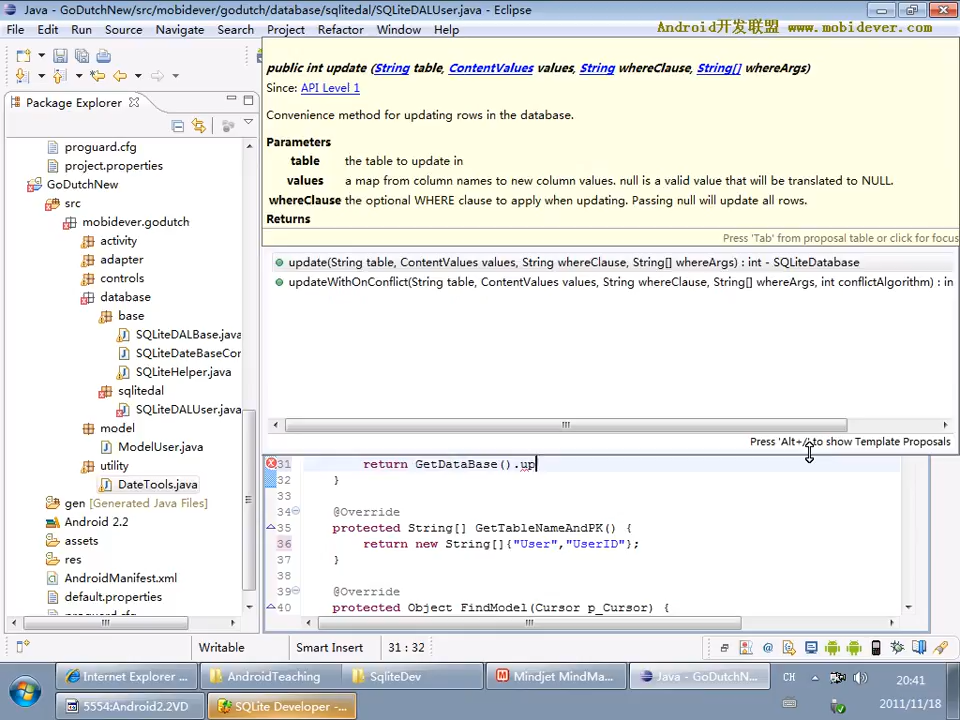 Java - GoDutchNew/src/mobidever/godutch/database/sqlitedal/SQLiteDALUser.java - Eclipse
File Edit Run Source Navigate Search Project Refactor Window Help
Android开发联盟 www.mobidever.com
Package Explorer
proguard.cfg
project.properties
GoDutchNew
src
mobidever.godutch
activity
adapter
controls
database
base
SQLiteDALBase.java
SQLiteDateBaseCon
SQLiteHelper.java
sqlitedal
SQLiteDALUser.java
model
ModelUser.java
utility
DateTools.java
gen [Generated Java Files]
Android 2.2
assets
res
AndroidManifest.xml
default.properties
proguard.cfg
public int update (String table, ContentValues values, String whereClause, String[] whereArgs)
Since: API Level 1
Convenience method for updating rows in the database.
Parameters
table the table to update in
values a map from column names to new column values. null is a valid value that will be translated to NULL.
whereClause the optional WHERE clause to apply when updating. Passing null will update all rows.
Returns
Press 'Tab' from proposal table or click for focus
update(String table, ContentValues values, String whereClause, String[] whereArgs) : int - SQLiteDatabase
updateWithOnConflict(String table, ContentValues values, String whereClause, String[] whereArgs, int conflictAlgorithm) : in
Press 'Alt+/' to show Template Proposals
31 return GetDataBase().up
32 }
33
34 @Override
35 protected String[] GetTableNameAndPK() {
36 return new String[]{"User","UserID"};
37 }
38
39 @Override
40 protected Object FindModel(Cursor p_Cursor) {
Writable Smart Insert 31 : 32
Internet Explorer ... AndroidTeaching SqliteDev Mindjet MindMa... Java - GoDutchN... CH 20:41
5554:Android2.2VD SQLite Developer -... 2011/11/18